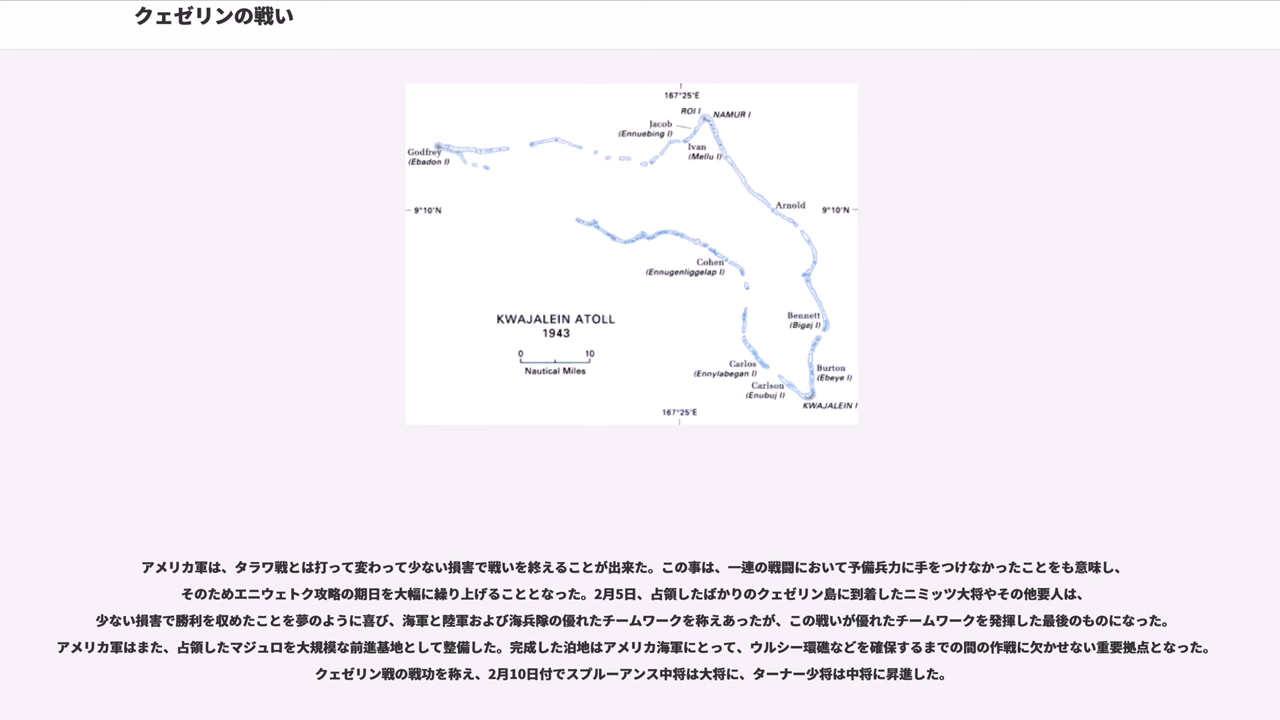 クェゼリンの戦い
167°25'E
ROI I
NAMUR I
Jacob
(Ennuebing I)
Ivan
(Mellu I)
Godfrey
(Ebadon I)
9°10'N
Arnold
9°10'N
Cohen
(Ennugenliggelap I)
KWAJALEIN ATOLL
1943
0 10
Nautical Miles
Bennett
(Bigej I)
Carlos
(Ennylabegan I)
Burton
(Ebeye I)
Carlson
(Enubuj I)
KWAJALEIN I
167°25'E
アメリカ軍は、タラワ戦とは打って変わって少ない損害で戦いを終えることが出来た。この事は、一連の戦闘において予備兵力に手をつけなかったことをも意味し、
そのためエニウェトク攻略の期日を大幅に繰り上げることとなった。2月5日、占領したばかりのクェゼリン島に到着したニミッツ大将やその他要人は、
少ない損害で勝利を収めたことを夢のように喜び、海軍と陸軍および海兵隊の優れたチームワークを称えあったが、この戦いが優れたチームワークを発揮した最後のものになった。
アメリカ軍はまた、占領したマジュロを大規模な前進基地として整備した。完成した泊地はアメリカ海軍にとって、ウルシー環礁などを確保するまでの間の作戦に欠かせない重要拠点となった。
クェゼリン戦の戦功を称え、2月10日付でスプルーアンス中将は大将に、ターナー少将は中将に昇進した。